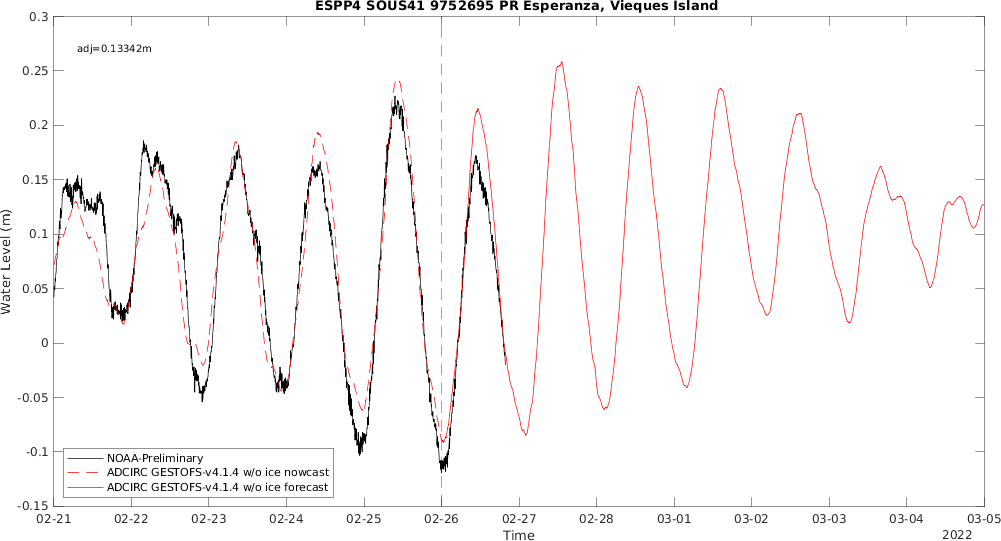 ESPP4 SOUS41 9752695 PR Esperanza, Vieques Island
0.3
adj=0.13342m
0.25
0.2
0.15
0.1
0.05
0
-0.05
-0.1
-0.15
Water Level (m)
NOAA-Preliminary
ADCIRC GESTOFS-v4.1.4 w/o ice nowcast
ADCIRC GESTOFS-v4.1.4 w/o ice forecast
02-21 02-22 02-23 02-24 02-25 02-26 02-27 02-28 03-01 03-02 03-03 03-04 03-05
Time
2022